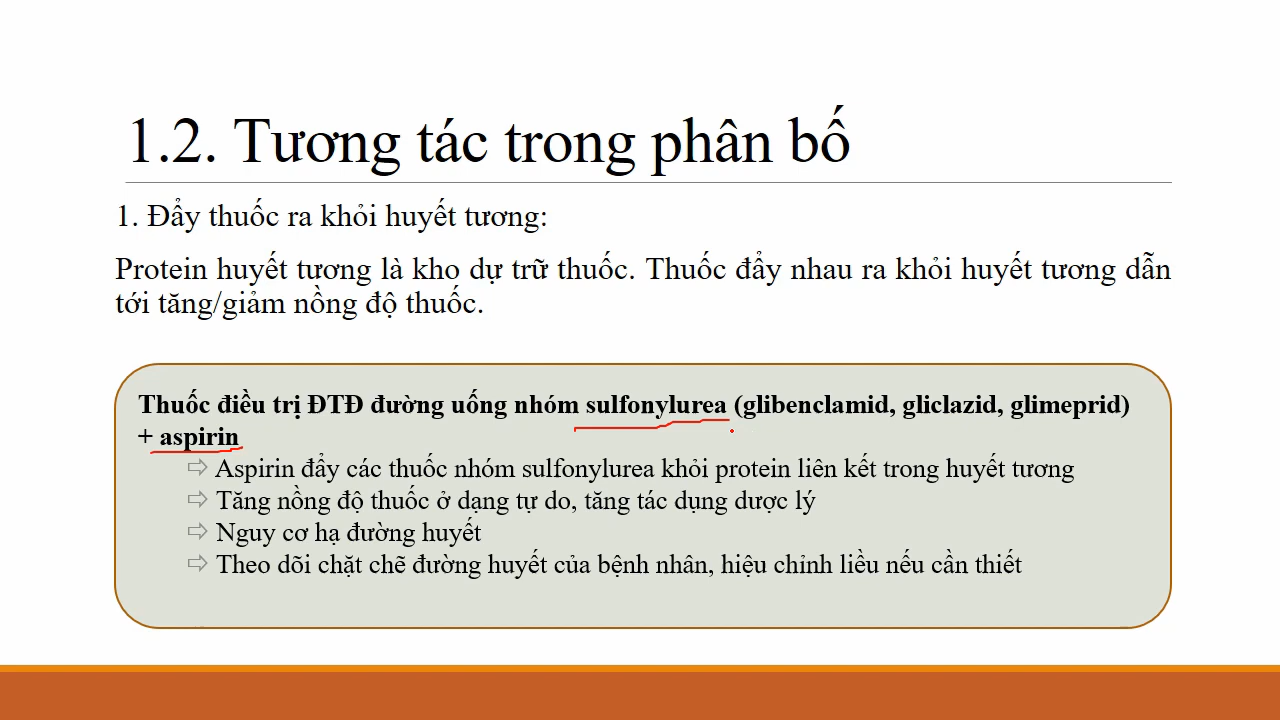 1.2. Tương tác trong phân bố
1. Đẩy thuốc ra khỏi huyết tương:
Protein huyết tương là kho dự trữ thuốc. Thuốc đẩy nhau ra khỏi huyết tương dẫn
tới tăng/giảm nồng độ thuốc.
Thuốc điều trị ĐTĐ đường uống nhóm sulfonylurea (glibenclamid, gliclazid, glimeprid)
+ aspirin
⇨ Aspirin đẩy các thuốc nhóm sulfonylurea khỏi protein liên kết trong huyết tương
⇨ Tăng nồng độ thuốc ở dạng tự do, tăng tác dụng dược lý
⇨ Nguy cơ hạ đường huyết
⇨ Theo dõi chặt chẽ đường huyết của bệnh nhân, hiệu chỉnh liều nếu cần thiết